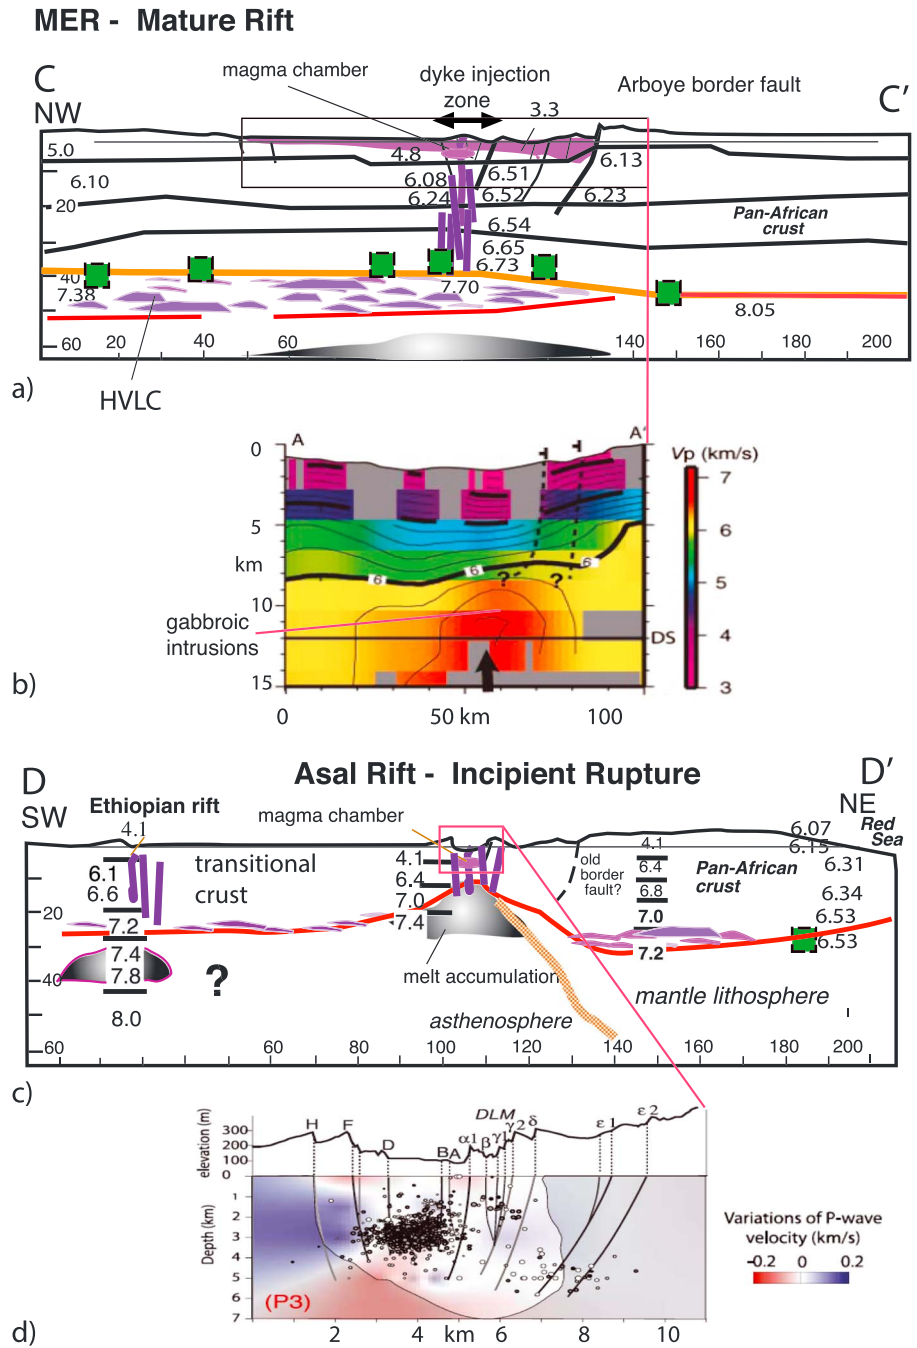 MER - Mature Rift
C
NW
magma chamber
dyke injection
zone
3.3
Arboye border fault
C'
5.0
4.8
6.13
6.10
6.08
6.51
6.24
6.52
6.23
20
Pan-African
crust
6.54
6.65
6.73
40
7.38
7.70
8.05
60 20 40 60 140 160 180 200
a)
HVLC
A
A'
Vp (km/s)
0
5
km
10
15
6
6
6
?
?
DS
7
6
5
4
3
gabbroic
intrusions
b)
0 50 km 100
D
SW
Asal Rift - Incipient Rupture
D'
NE
Ethiopian rift
magma chamber
4.1
6.07
6.15
Red
Sea
transitional
crust
6.1
6.6
7.2
7.4
7.8
8.0
4.1
6.4
7.0
7.4
old
border
fault?
4.1
6.4
6.8
7.0
7.2
Pan-African
crust
6.31
6.34
6.53
6.53
20
40
?
melt accumulation
asthenosphere
mantle lithosphere
60 60 80 100 120 140 160 180 200
c)
elevation (m)
300
200
100
0
H F D B A α1 β γ1 γ2 δ ε1 ε2
DLM
Depth (km)
1
2
3
4
5
6
7
(P3)
Variations of P-wave
velocity (km/s)
-0.2 0 0.2
d)
2 4 km 6 8 10